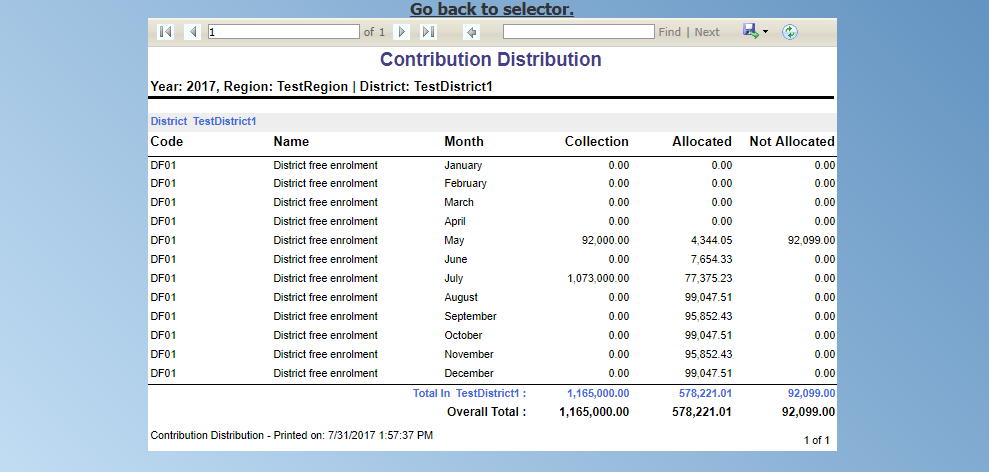 Go back to selector.
1 of 1 Find | Next
Contribution Distribution
Year: 2017, Region: TestRegion | District: TestDistrict1
District TestDistrict1
Code Name Month Collection Allocated Not Allocated
DF01 District free enrolment January 0.00 0.00 0.00
DF01 District free enrolment February 0.00 0.00 0.00
DF01 District free enrolment March 0.00 0.00 0.00
DF01 District free enrolment April 0.00 0.00 0.00
DF01 District free enrolment May 92,000.00 4,344.05 92,099.00
DF01 District free enrolment June 0.00 7,654.33 0.00
DF01 District free enrolment July 1,073,000.00 77,375.23 0.00
DF01 District free enrolment August 0.00 99,047.51 0.00
DF01 District free enrolment September 0.00 95,852.43 0.00
DF01 District free enrolment October 0.00 99,047.51 0.00
DF01 District free enrolment November 0.00 95,852.43 0.00
DF01 District free enrolment December 0.00 99,047.51 0.00
Total In TestDistrict1 : 1,165,000.00 578,221.01 92,099.00
Overall Total : 1,165,000.00 578,221.01 92,099.00
Contribution Distribution - Printed on: 7/31/2017 1:57:37 PM
1 of 1